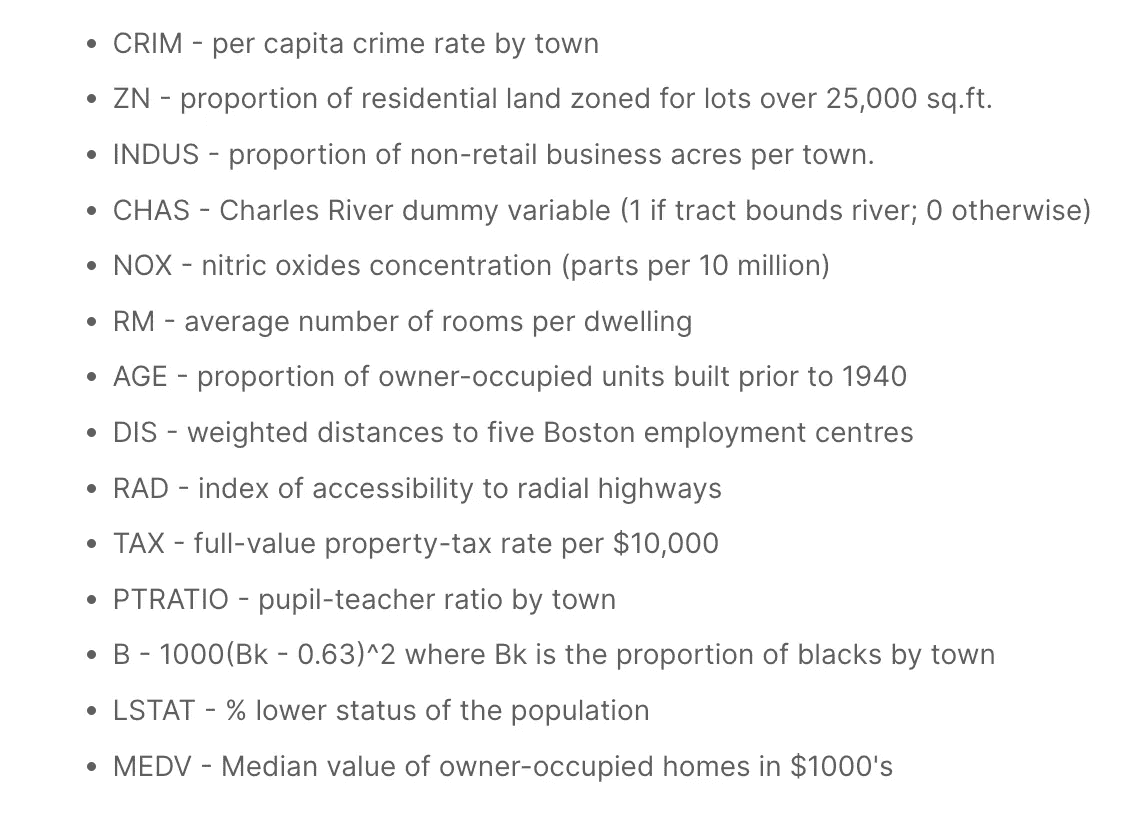 • CRIM - per capita crime rate by town
• ZN - proportion of residential land zoned for lots over 25,000 sq.ft.
• INDUS - proportion of non-retail business acres per town.
• CHAS - Charles River dummy variable (1 if tract bounds river; 0 otherwise)
• NOX - nitric oxides concentration (parts per 10 million)
• RM - average number of rooms per dwelling
• AGE - proportion of owner-occupied units built prior to 1940
• DIS - weighted distances to five Boston employment centres
• RAD - index of accessibility to radial highways
• TAX - full-value property-tax rate per $10,000
• PTRATIO - pupil-teacher ratio by town
• B - 1000(Bk - 0.63)^2 where Bk is the proportion of blacks by town
• LSTAT - % lower status of the population
• MEDV - Median value of owner-occupied homes in $1000's